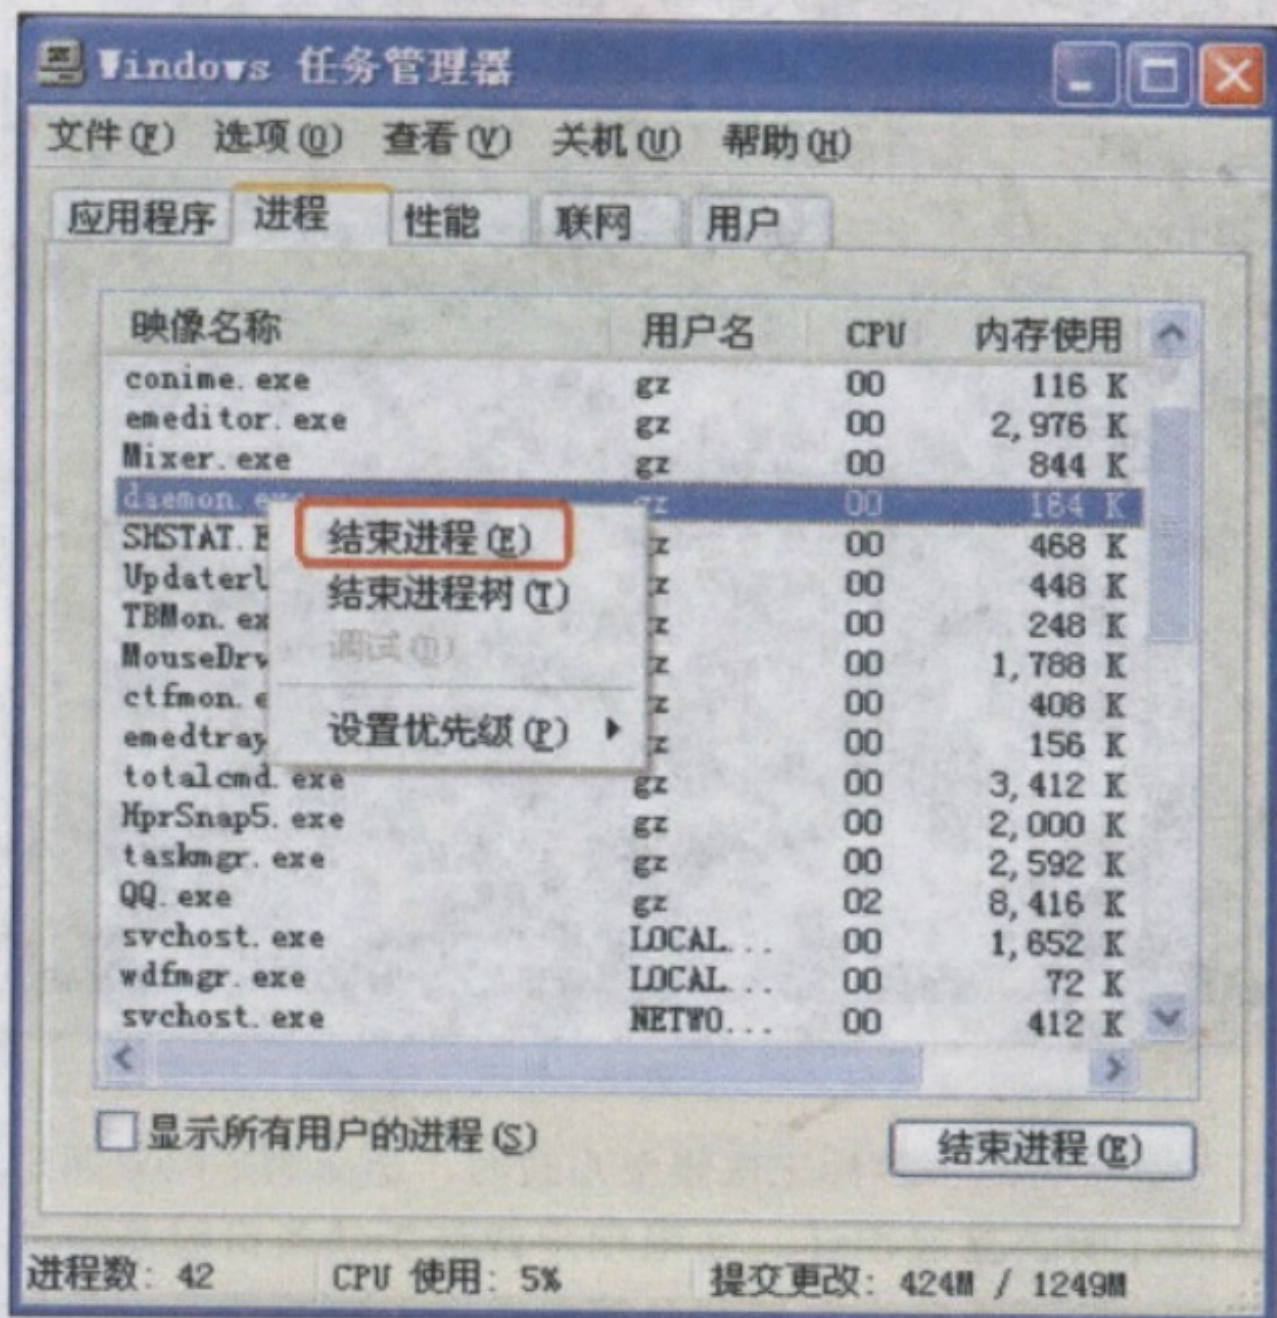 Windows 任务管理器
文件(F) 选项(O) 查看(V) 关机(U) 帮助(H)
应用程序 进程 性能 联网 用户
映像名称 用户名 CPU 内存使用
conime.exe gz 00 116 K
emeditor.exe gz 00 2,976 K
Mixer.exe gz 00 844 K
daemon.exe gz 00 164 K
SHSTAT.E z 00 468 K
结束进程(E)
Updaterl z 00 448 K
结束进程树(T)
TBMon.ex z 00 248 K
调试(D)
MouseDrv z 00 1,788 K
ctfmon.e z 00 408 K
设置优先级(P)
emedtray z 00 156 K
totalcmd.exe gz 00 3,412 K
HprSnap5.exe gz 00 2,000 K
taskmgr.exe gz 00 2,592 K
QQ.exe gz 02 8,416 K
svchost.exe LOCAL... 00 1,652 K
wdfmgr.exe LOCAL... 00 72 K
svchost.exe NETWO... 00 412 K
显示所有用户的进程(S) 结束进程(E)
进程数: 42 CPU 使用: 5% 提交更改: 424M / 1249M